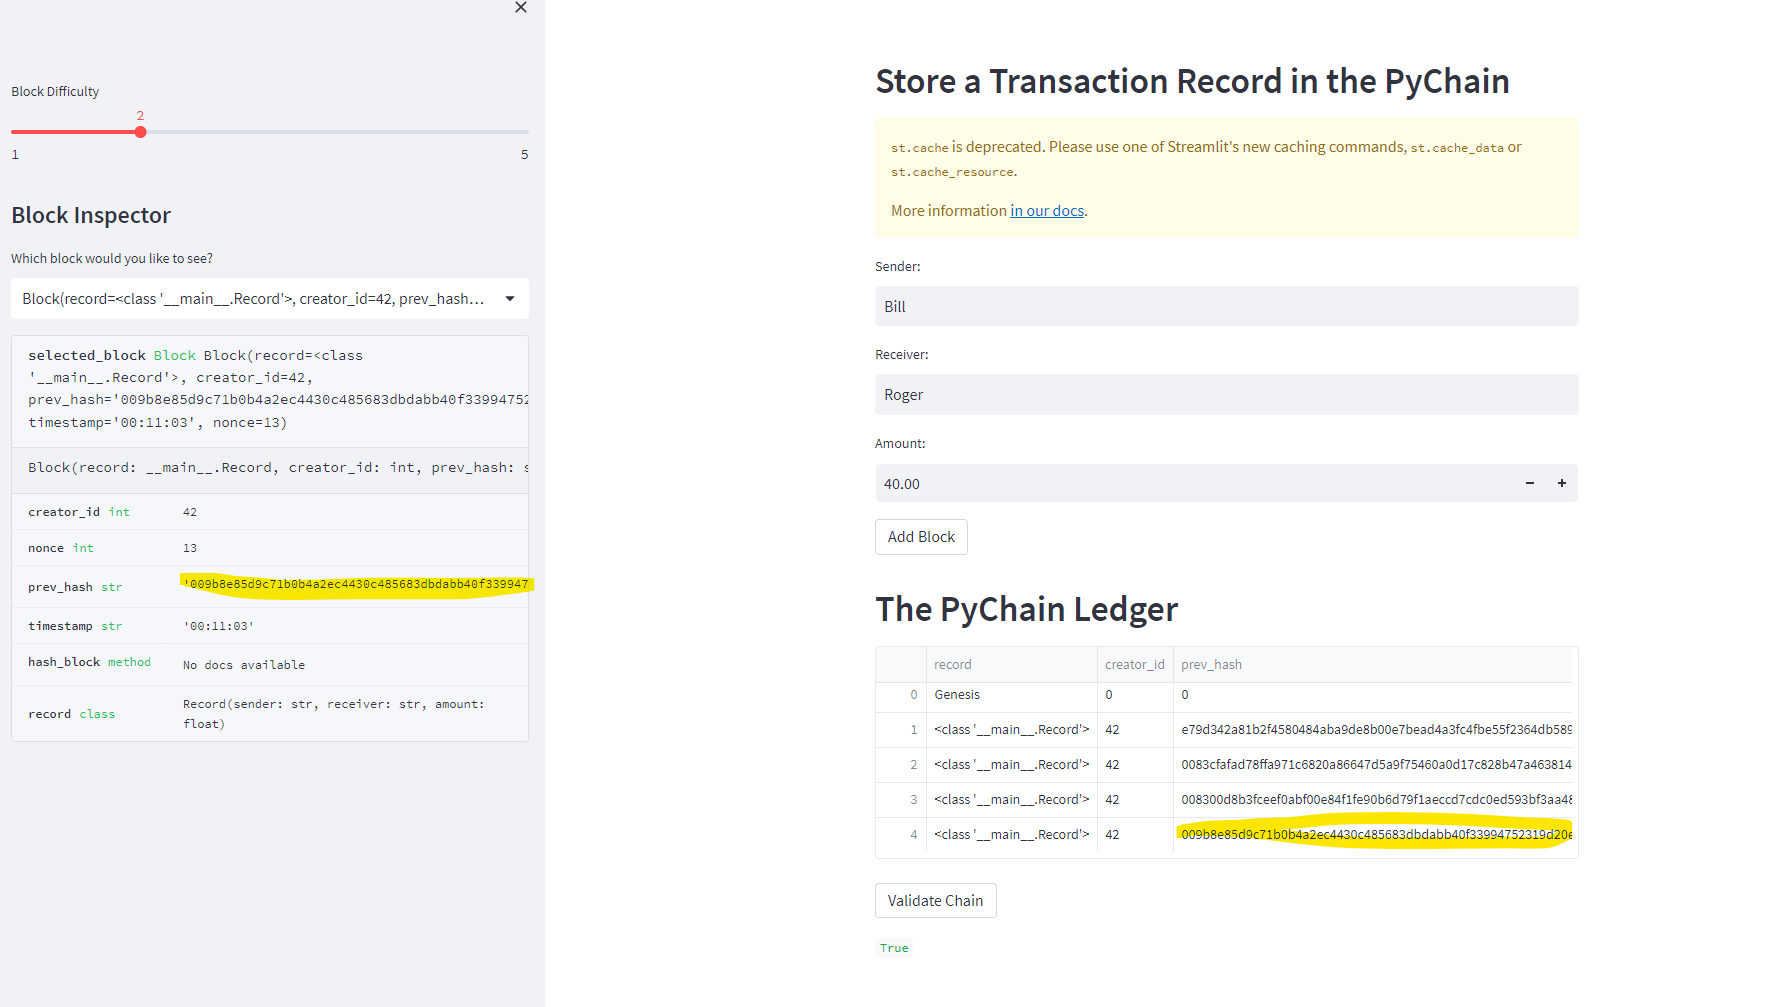 Block Difficulty
2
1
5
Block Inspector
Which block would you like to see?
Block(record=<class '__main__.Record'>, creator_id=42, prev_hash...
selected_block Block Block(record=<class
'__main__.Record'>, creator_id=42,
prev_hash='009b8e85d9c71b0b4a2ec4430c485683dbdabb40f33994752
timestamp='00:11:03', nonce=13)
Block(record: __main__.Record, creator_id: int, prev_hash: s
creator_id int 42
nonce int 13
prev_hash str '009b8e85d9c71b0b4a2ec4430c485683dbdabb40f339947
timestamp str '00:11:03'
hash_block method No docs available
record class Record(sender: str, receiver: str, amount:
float)
Store a Transaction Record in the PyChain
st.cache is deprecated. Please use one of Streamlit's new caching commands, st.cache_data or
st.cache_resource.
More information in our docs.
Sender:
Bill
Receiver:
Roger
Amount:
40.00
Add Block
The PyChain Ledger
record creator_id prev_hash
0 Genesis 0 0
1 <class '__main__.Record'> 42 e79d342a81b2f4580484aba9de8b00e7bead4a3fc4fbe55f2364db589
2 <class '__main__.Record'> 42 0083cfafad78ffa971c6820a86647d5a9f75460a0d17c828b47a463814
3 <class '__main__.Record'> 42 008300d8b3fceef0abf00e84f1fe90b6d79f1aeccd7cdc0ed593bf3aa48
4 <class '__main__.Record'> 42 009b8e85d9c71b0b4a2ec4430c485683dbdabb40f33994752319d20e
Validate Chain
True